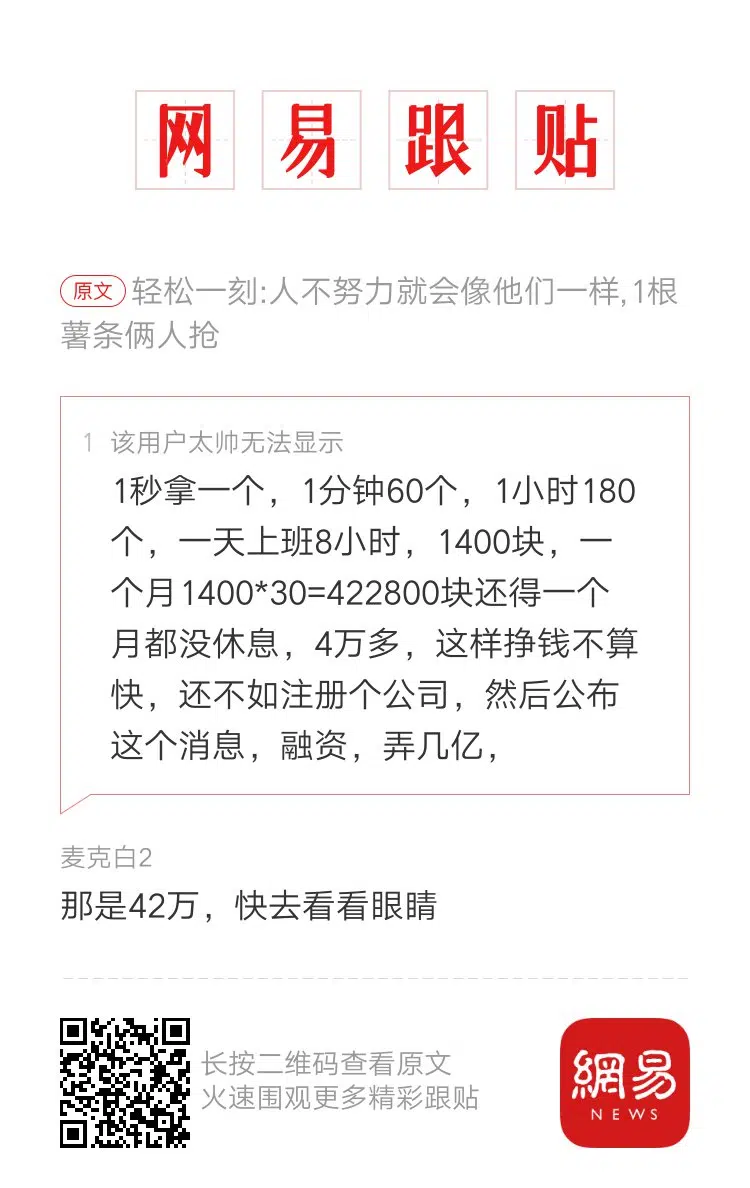 网易跟贴
原文 轻松一刻:人不努力就会像他们一样,1根
薯条俩人抢
1 该用户太帅无法显示
1秒拿一个，1分钟60个，1小时180
个，一天上班8小时，1400块，一
个月1400*30=422800块还得一个
月都没休息，4万多，这样挣钱不算
快，还不如注册个公司，然后公布
这个消息，融资，弄几亿，
麦克白2
那是42万，快去看看眼睛
长按二维码查看原文
火速围观更多精彩跟贴
網易
NEWS